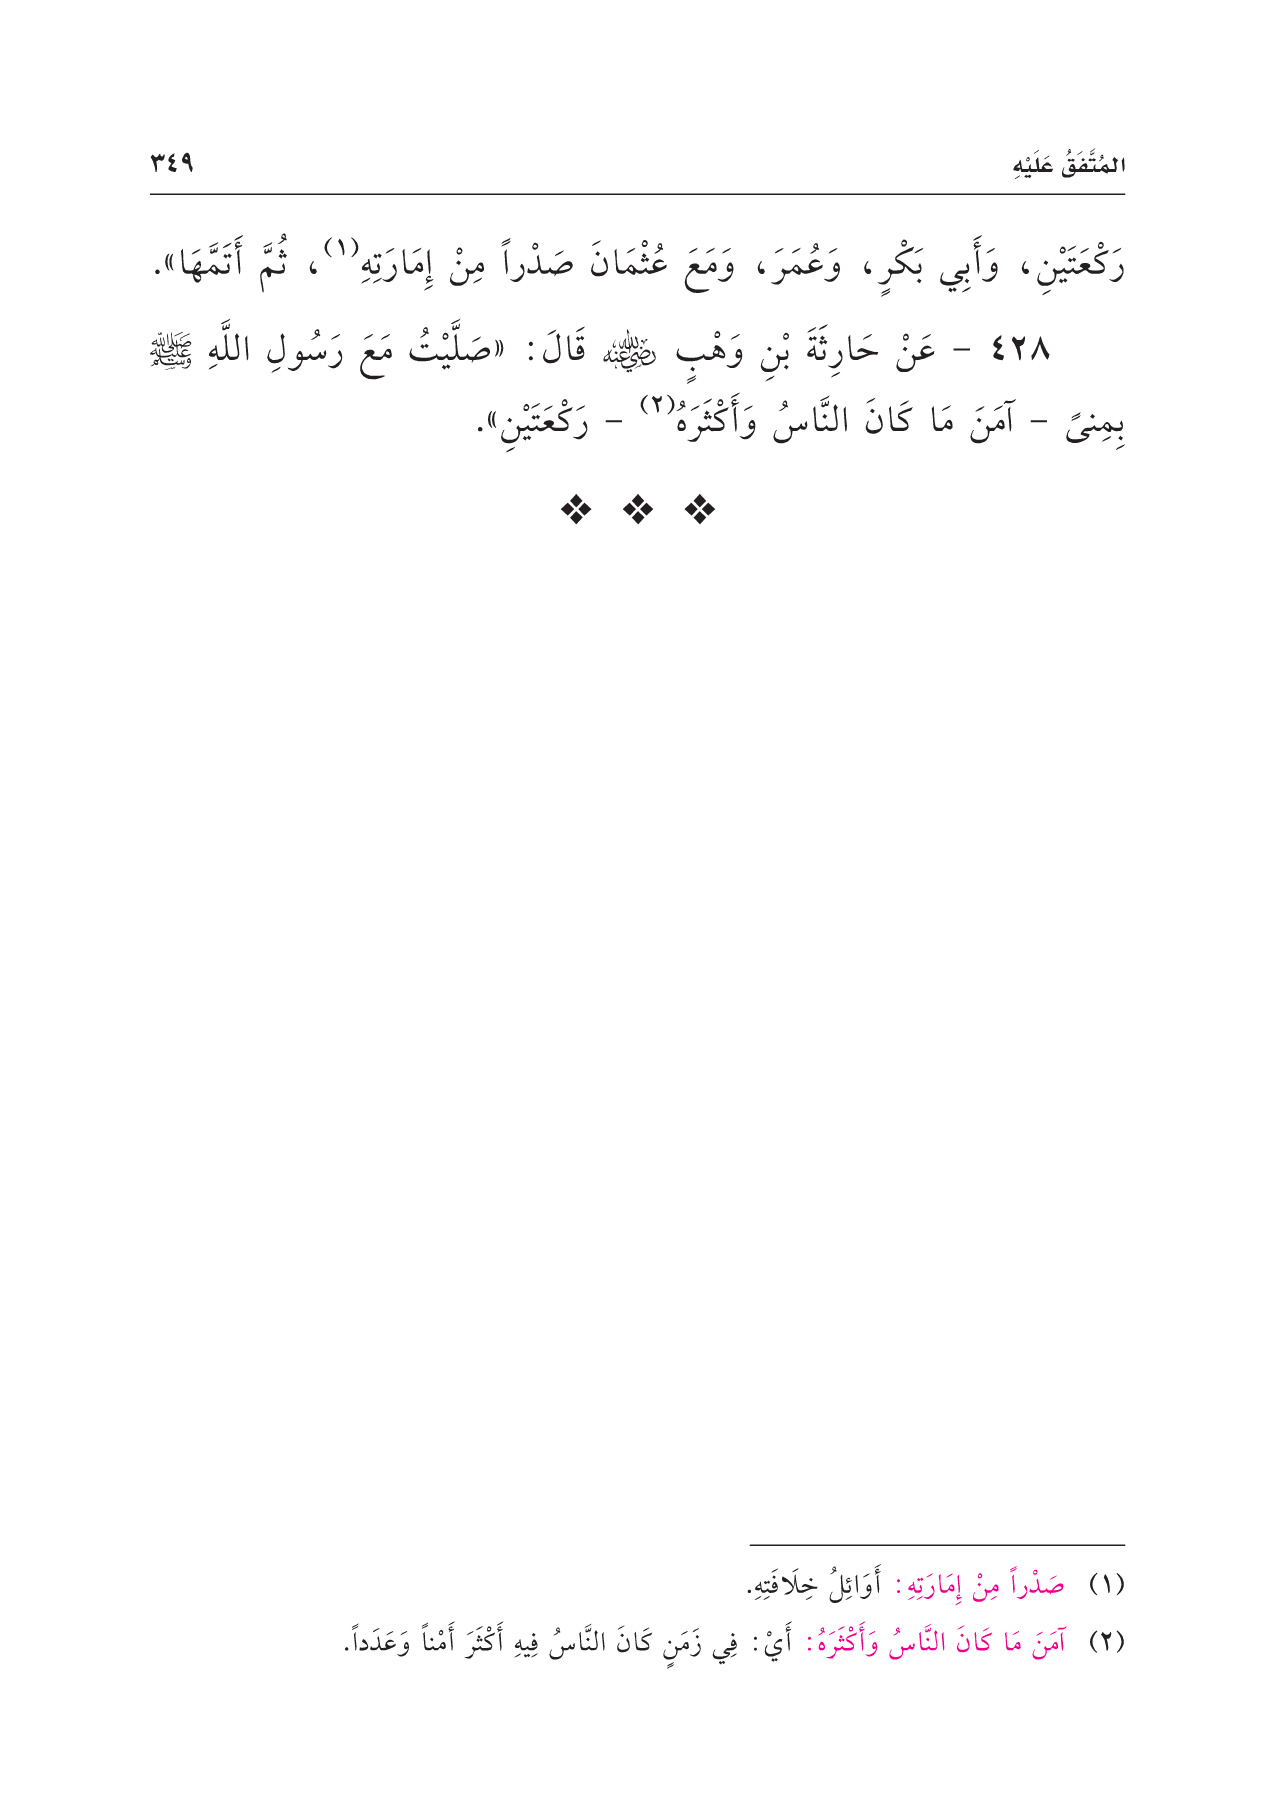 المُتَّفَقُ عَلَيْهِ ٣٤٩
رَكْعَتَيْنِ، وَأَبِي بَكْرٍ، وَعُمَرَ، وَمَعَ عُثْمَانَ صَدْراً مِنْ إِمَارَتِهِ(١)، ثُمَّ أَتَمَّهَا».
٤٢٨ - عَنْ حَارِثَةَ بْنِ وَهْبٍ رضي الله عنه قَالَ: «صَلَّيْتُ مَعَ رَسُولِ اللَّهِ ﷺ
بِمِنىً - آمَنَ مَا كَانَ النَّاسُ وَأَكْثَرَهُ(٢) - رَكْعَتَيْنِ».
❖ ❖ ❖
(١) صَدْراً مِنْ إِمَارَتِهِ: أَوَائِلُ خِلَافَتِهِ.
(٢) آمَنَ مَا كَانَ النَّاسُ وَأَكْثَرَهُ: أَيْ: فِي زَمَنٍ كَانَ النَّاسُ فِيهِ أَكْثَرَ أَمْناً وَعَدَداً.